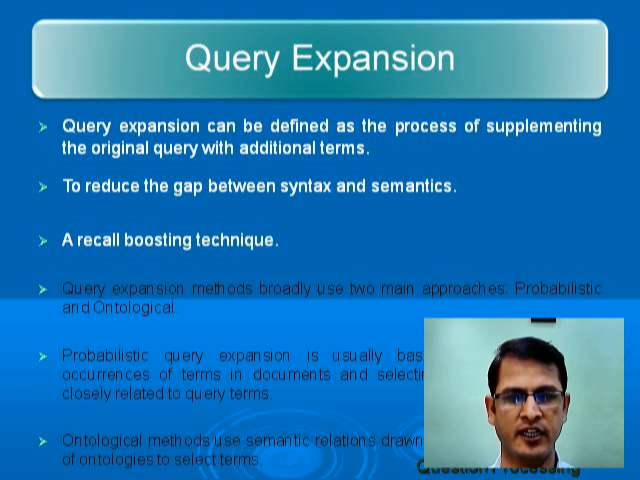 Query Expansion
Query expansion can be defined as the process of supplementing
the original query with additional terms.
To reduce the gap between syntax and semantics.
A recall boosting technique.
Query expansion methods broadly use two main approaches: Probabilistic
and Ontological.
Probabilistic query expansion is usually bas
occurrences of terms in documents and selectin
closely related to query terms.
Ontological methods use semantic relations drawn
of ontologies to select terms.
Question Processing